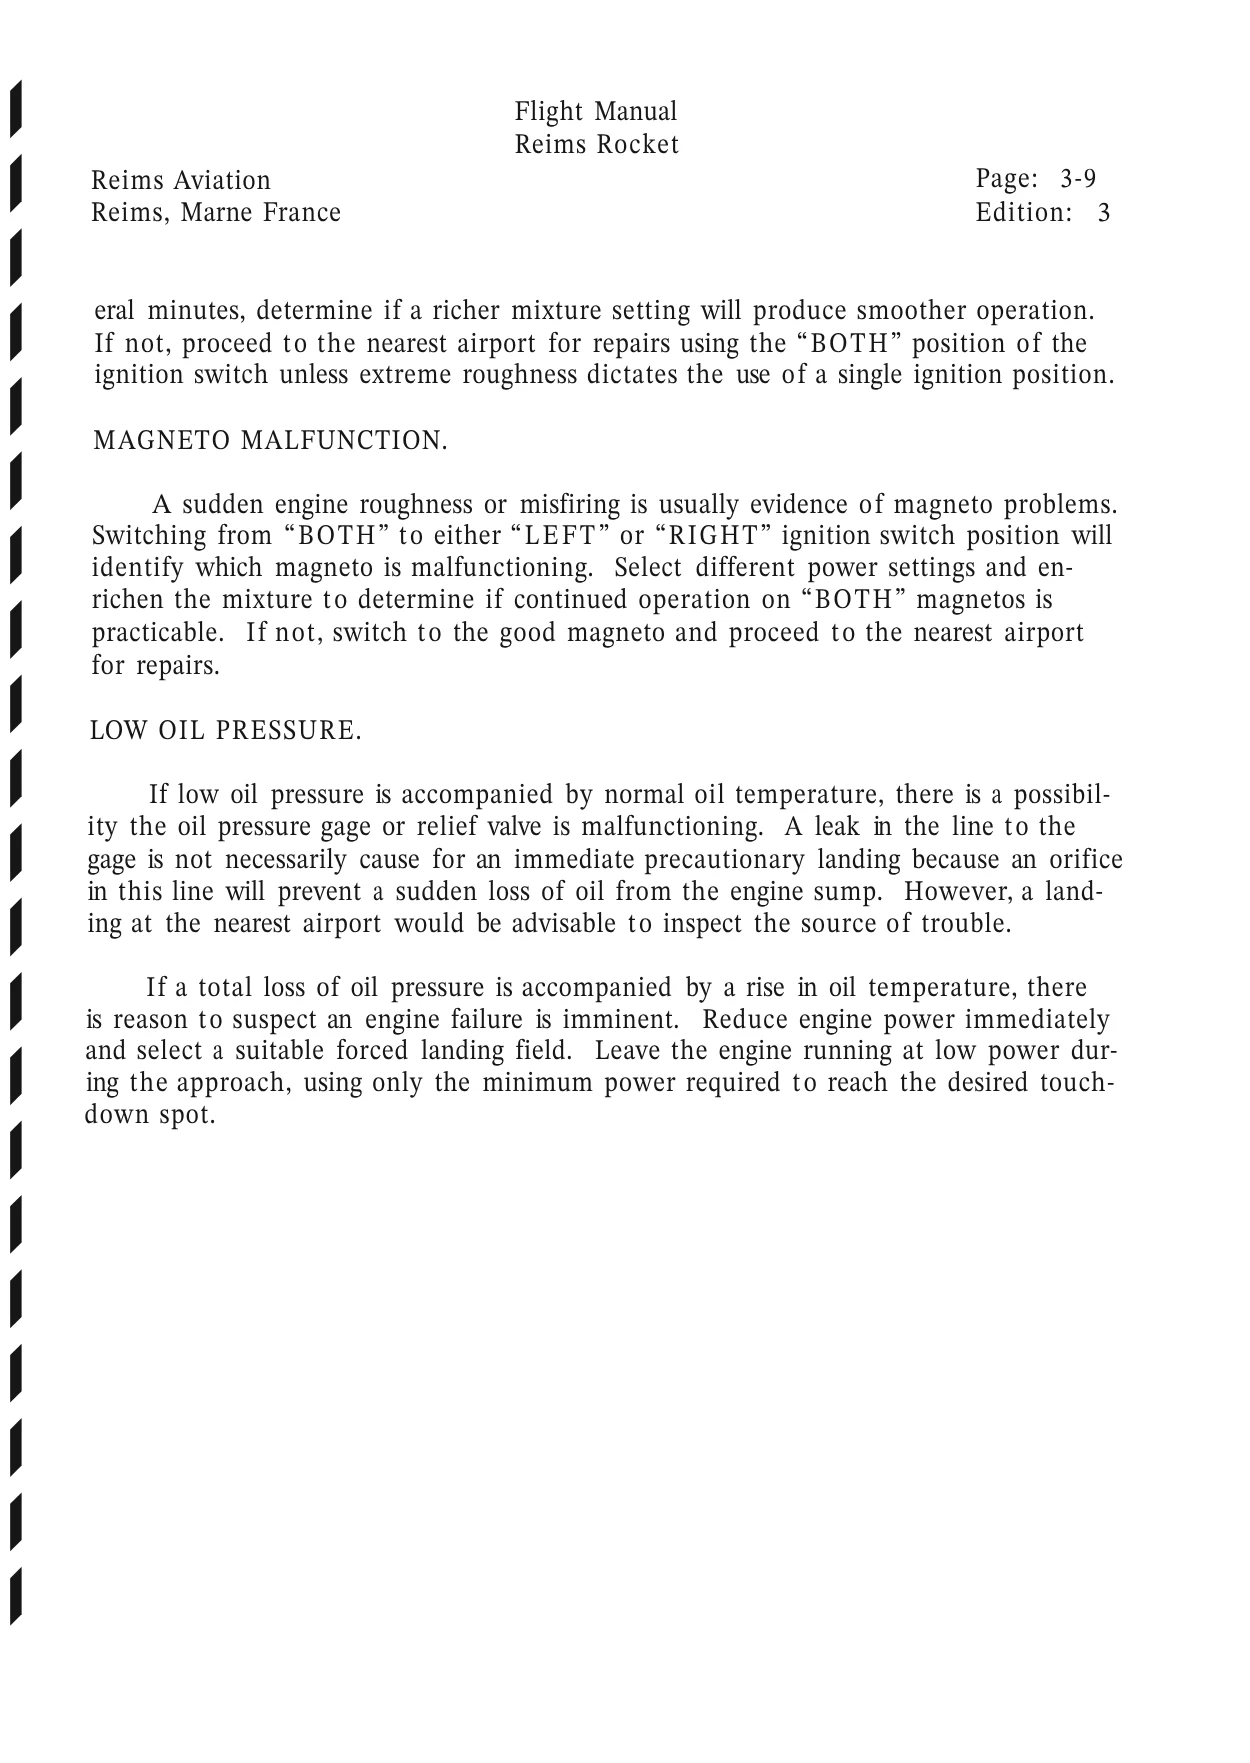 Flight Manual
Reims Rocket
Reims Aviation
Reims, Marne France
Page: 3-9
Edition: 3
eral minutes, determine if a richer mixture setting will produce smoother operation.
If not, proceed to the nearest airport for repairs using the “BOTH” position of the
ignition switch unless extreme roughness dictates the use of a single ignition position.
MAGNETO MALFUNCTION.
A sudden engine roughness or misfiring is usually evidence of magneto problems.
Switching from “BOTH” to either “LEFT” or “RIGHT” ignition switch position will
identify which magneto is malfunctioning. Select different power settings and en-
richen the mixture to determine if continued operation on “BOTH” magnetos is
practicable. If not, switch to the good magneto and proceed to the nearest airport
for repairs.
LOW OIL PRESSURE.
If low oil pressure is accompanied by normal oil temperature, there is a possibil-
ity the oil pressure gage or relief valve is malfunctioning. A leak in the line to the
gage is not necessarily cause for an immediate precautionary landing because an orifice
in this line will prevent a sudden loss of oil from the engine sump. However, a land-
ing at the nearest airport would be advisable to inspect the source of trouble.
If a total loss of oil pressure is accompanied by a rise in oil temperature, there
is reason to suspect an engine failure is imminent. Reduce engine power immediately
and select a suitable forced landing field. Leave the engine running at low power dur-
ing the approach, using only the minimum power required to reach the desired touch-
down spot.